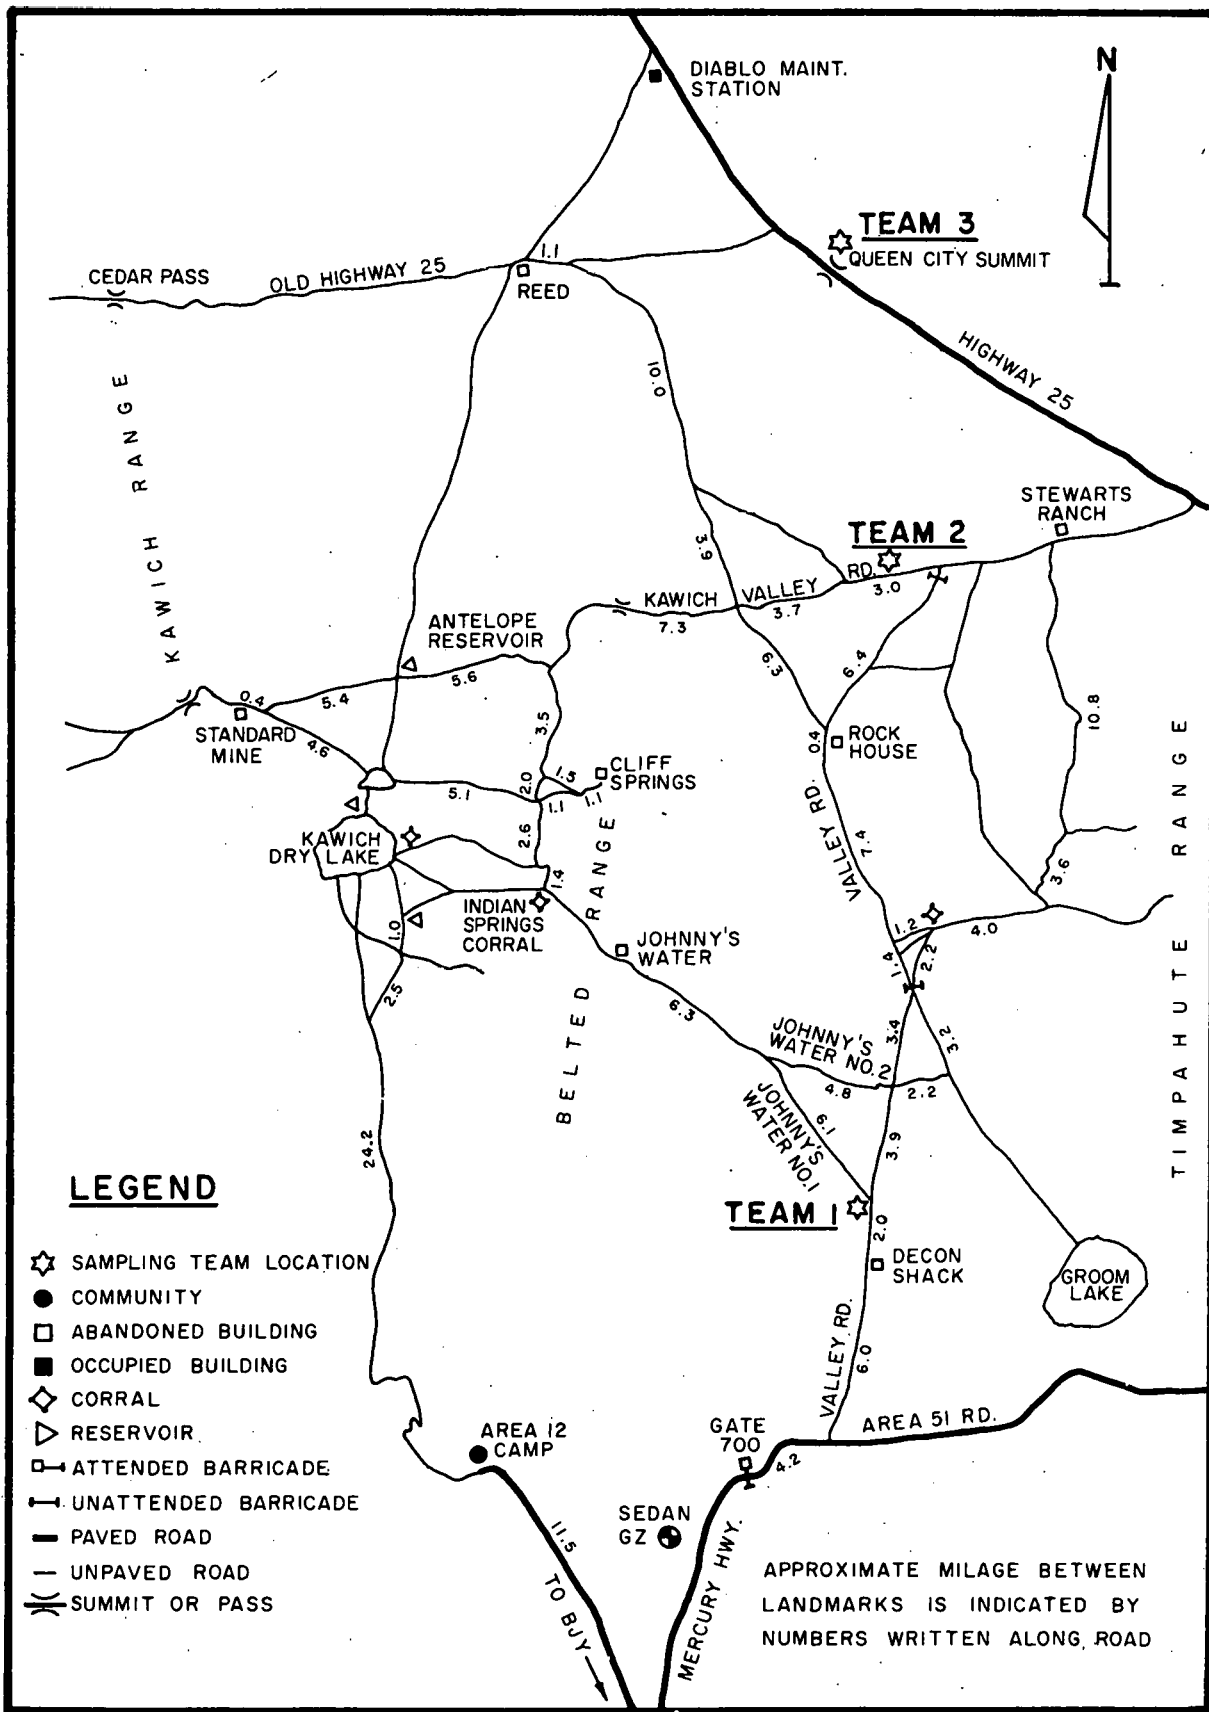 DIABLO MAINT.
STATION
N
TEAM 3
QUEEN CITY SUMMIT
1.1
CEDAR PASS
OLD HIGHWAY 25
REED
HIGHWAY 25
10.0
KAWICH RANGE
STEWARTS
RANCH
TEAM 2
3.9
RD.
3.0
KAWICH VALLEY
3.7
7.3
ANTELOPE
RESERVOIR
6.3
6.4
5.6
5.4
0.4
STANDARD
MINE
4.6
3.5
10.8
0.4
ROCK
HOUSE
CLIFF
SPRINGS
1.5
2.0
5.1
1.1
1.1
2.6
VALLEY RD.
7.4
KAWICH
DRY LAKE
1.4
3.6
INDIAN
SPRINGS
CORRAL
1.0
JOHNNY'S
WATER
1.2
4.0
1.4
2.2
2.5
6.3
BELTED RANGE
TIMPAHUTE RANGE
JOHNNY'S
WATER NO. 2
3.4
3.2
4.8
2.2
JOHNNY'S
WATER NO. 1
6.1
3.9
24.2
TEAM 1
2.0
DECON
SHACK
GROOM
LAKE
VALLEY RD.
6.0
AREA 51 RD.
AREA 12
CAMP
GATE
700
4.2
SEDAN
GZ
11.5
TO BJY
MERCURY HWY.
LEGEND
SAMPLING TEAM LOCATION
COMMUNITY
ABANDONED BUILDING
OCCUPIED BUILDING
CORRAL
RESERVOIR
ATTENDED BARRICADE
UNATTENDED BARRICADE
PAVED ROAD
UNPAVED ROAD
SUMMIT OR PASS
APPROXIMATE MILAGE BETWEEN
LANDMARKS IS INDICATED BY
NUMBERS WRITTEN ALONG ROAD